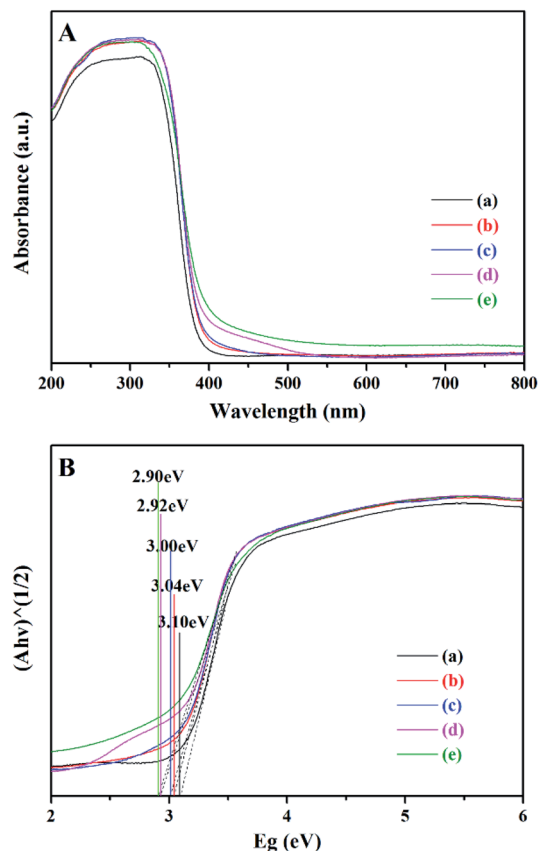 A
Absorbance (a.u.)
(a)
(b)
(c)
(d)
(e)
200 300 400 500 600 700 800
Wavelength (nm)
B
2.90eV
2.92eV
3.00eV
3.04eV
3.10eV
(Ahv)^(1/2)
(a)
(b)
(c)
(d)
(e)
2 3 4 5 6
Eg (eV)